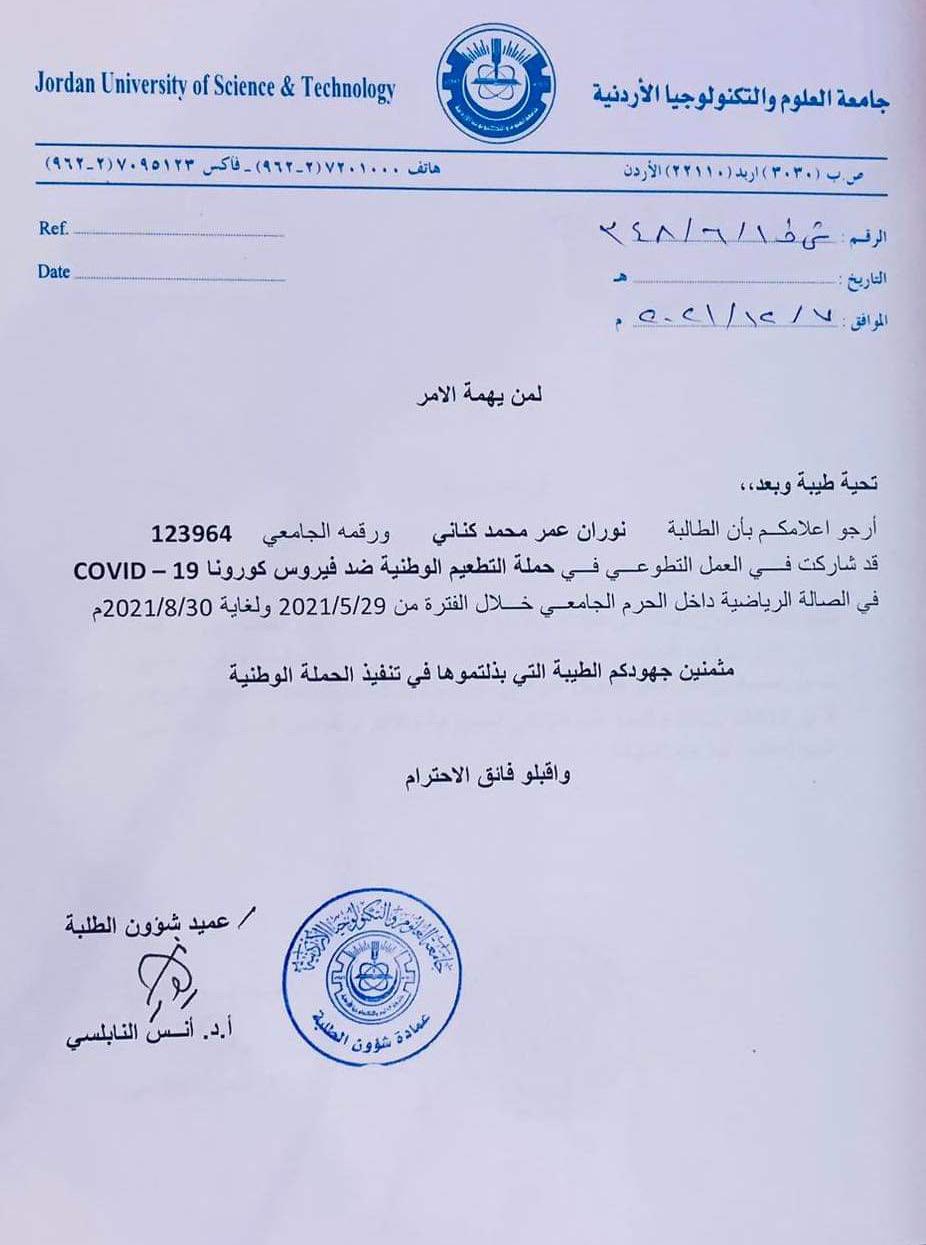 Jordan University of Science & Technology
جامعة العلوم والتكنولوجيا الأردنية
ص.ب (٣٠٣٠) اربد (٢٢١١٠) الأردن
هاتف ٧٢٠١٠٠٠ (٢-٩٦٢) - فاكس ٧٠٩٥١٢٣ (٢-٩٦٢)
Ref.
Date
الرقم : ش ط/١/٦/٣٤٨
التاريخ : هـ
الموافق : ٧/١٢/٢٠٢١ م
لمن يهمة الامر
تحية طيبة وبعد،،
أرجو اعلامكم بأن الطالبة نوران عمر محمد كناني ورقمه الجامعي 123964
قد شاركت في العمل التطوعي في حملة التطعيم الوطنية ضد فيروس كورونا COVID – 19
في الصالة الرياضية داخل الحرم الجامعي خلال الفترة من 2021/5/29 ولغاية 2021/8/30م
مثمنين جهودكم الطيبة التي بذلتموها في تنفيذ الحملة الوطنية
واقبلو فائق الاحترام
/ عميد شؤون الطلبة
أ.د. أنس النابلسي
جامعة العلوم والتكنولوجيا الأردنية
عمادة شؤون الطلبة